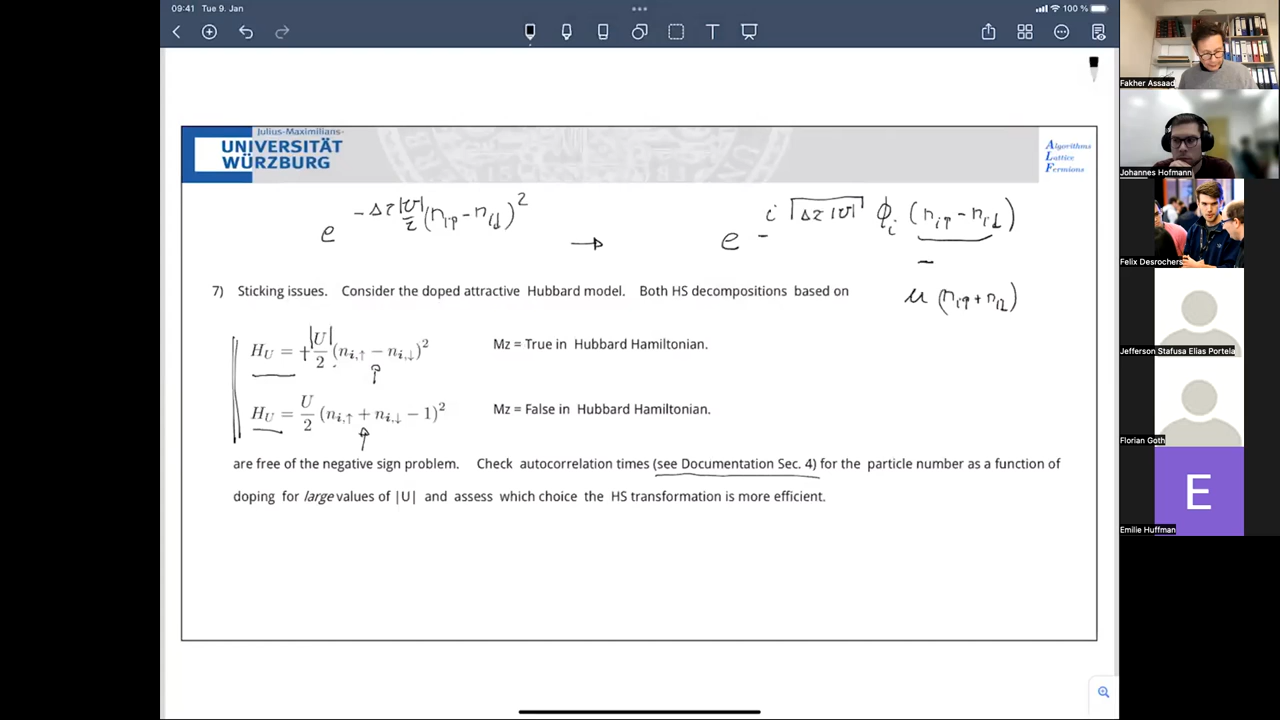 09:41 Tue 9. Jan
100 %
T
Julius-Maximilians-
UNIVERSITÄT
WÜRZBURG
Algorithms
Lattice
Fermions
e^{-Δτ|U|/2 (n_{i↑} - n_{i↓})^2} → e^{i √(Δτ|U|) ϕ_i (n_{i↑} - n_{i↓})}
7) Sticking issues. Consider the doped attractive Hubbard model. Both HS decompositions based on
μ (n_{i↑} + n_{i↓})
H_U = + |U|/2 (n_{i,↑} - n_{i,↓})^2 Mz = True in Hubbard Hamiltonian.
H_U = U/2 (n_{i,↑} + n_{i,↓} - 1)^2 Mz = False in Hubbard Hamiltonian.
are free of the negative sign problem. Check autocorrelation times (see Documentation Sec. 4) for the particle number as a function of
doping for large values of |U| and assess which choice the HS transformation is more efficient.
Fakher Assaad
Johannes Hofmann
Felix Desrochers
Jefferson Stafusa Elias Portela
Florian Goth
E
Emilie Huffman